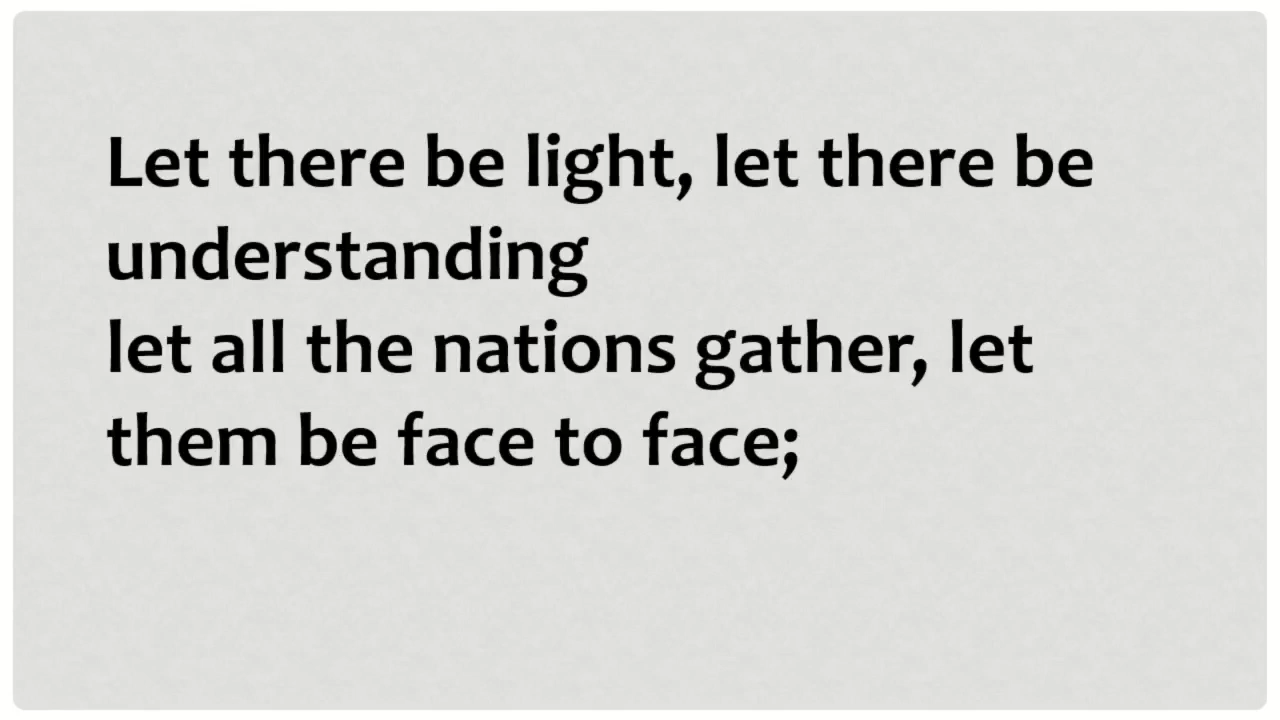 Let there be light, let there be
understanding
let all the nations gather, let
them be face to face;